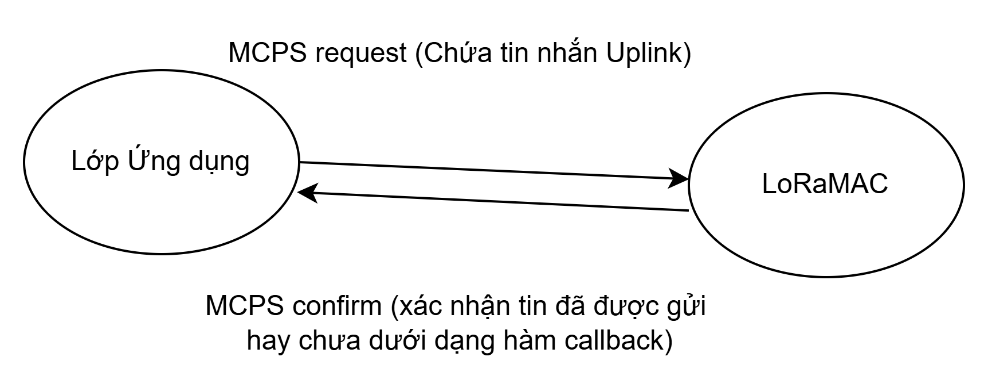 MCPS request (Chứa tin nhắn Uplink)
Lớp Ứng dụng
LoRaMAC
MCPS confirm (xác nhận tin đã được gửi
hay chưa dưới dạng hàm callback)